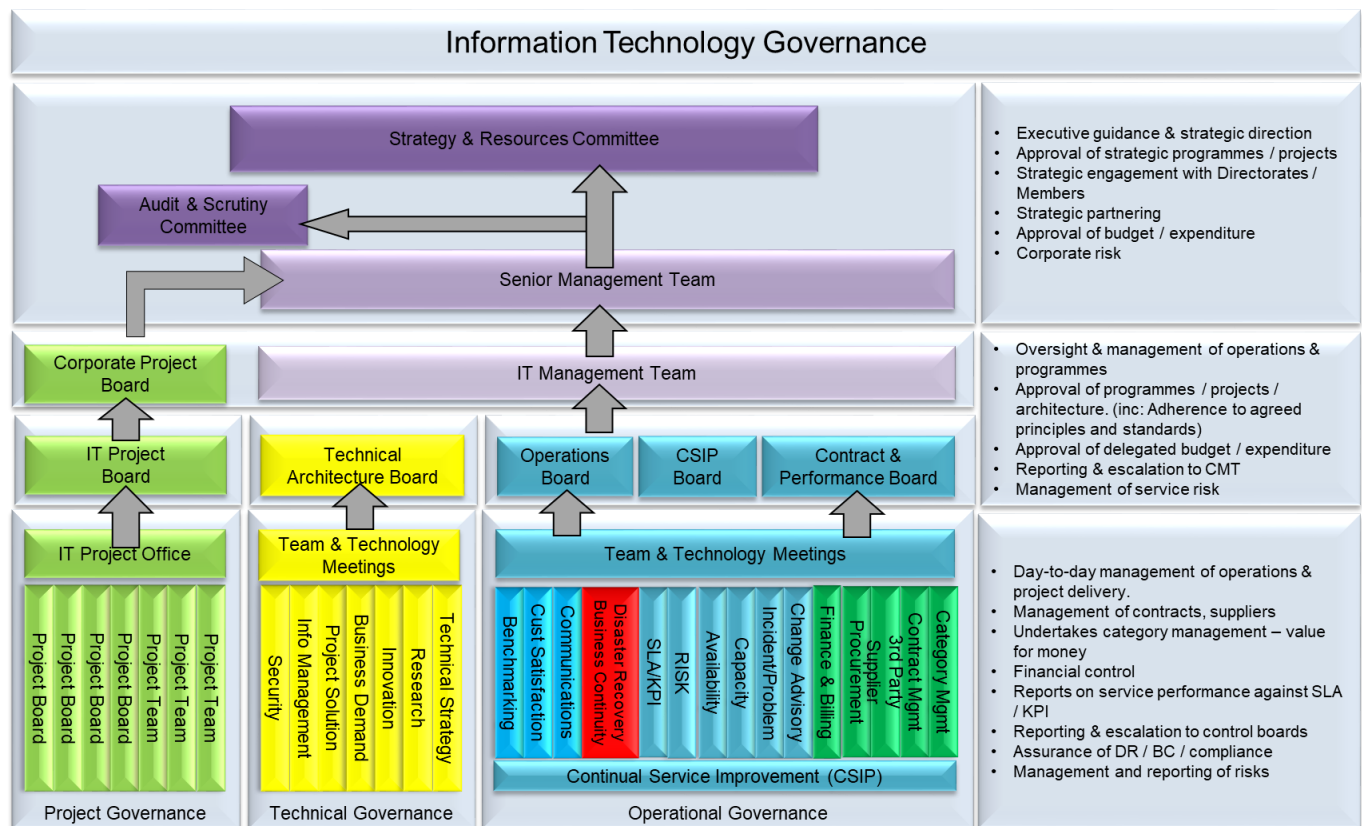 Information Technology Governance
Strategy & Resources Committee
Audit & Scrutiny
Committee
Senior Management Team
• Executive guidance & strategic direction
• Approval of strategic programmes / projects
• Strategic engagement with Directorates /
Members
• Strategic partnering
• Approval of budget / expenditure
• Corporate risk
Corporate Project
Board
IT Management Team
IT Project
Board
Technical
Architecture Board
Operations
Board
CSIP
Board
Contract &
Performance Board
• Oversight & management of operations &
programmes
• Approval of programmes / projects /
architecture. (inc: Adherence to agreed
principles and standards)
• Approval of delegated budget / expenditure
• Reporting & escalation to CMT
• Management of service risk
IT Project Office
Project Board
Project Board
Project Board
Project Board
Project Team
Project Team
Project Team
Project Governance
Team & Technology
Meetings
Security
Info Management
Project Solution
Business Demand
Innovation
Research
Technical Strategy
Technical Governance
Team & Technology Meetings
Benchmarking
Cust Satisfaction
Communications
Disaster Recovery
Business Continuity
SLA/KPI
RISK
Availability
Capacity
Incident/Problem
Change Advisory
Finance & Billing
Supplier
Procurement
3rd Party
Contract Mgmt
Category Mgmt
Continual Service Improvement (CSIP)
Operational Governance
• Day-to-day management of operations &
project delivery.
• Management of contracts, suppliers
• Undertakes category management – value
for money
• Financial control
• Reports on service performance against SLA
/ KPI
• Reporting & escalation to control boards
• Assurance of DR / BC / compliance
• Management and reporting of risks